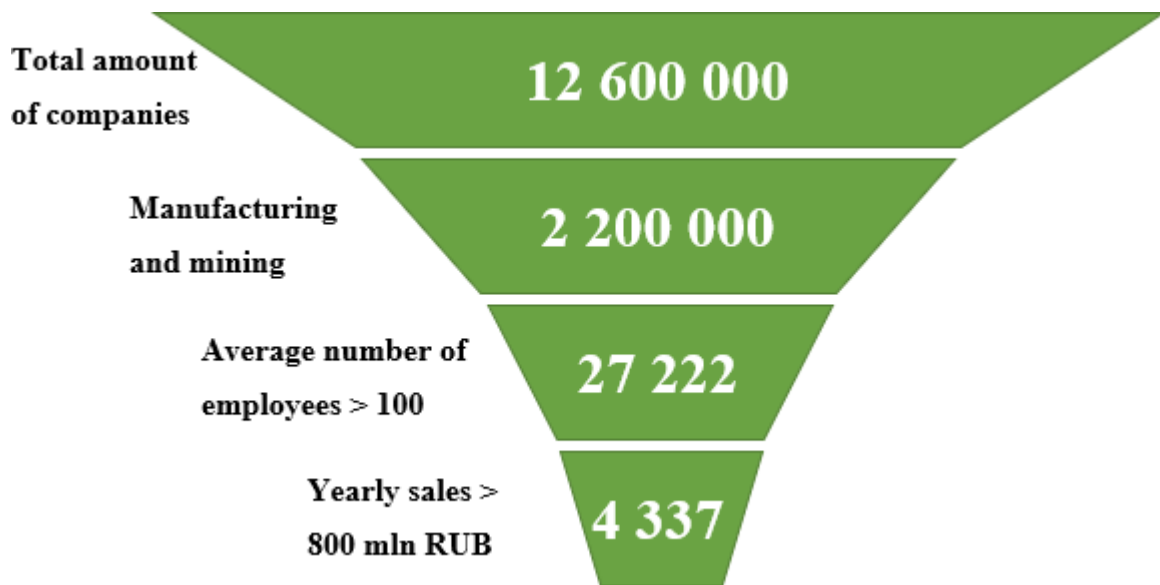 Total amount
of companies
12 600 000
Manufacturing
and mining
2 200 000
Average number of
employees > 100
27 222
Yearly sales >
800 mln RUB
4 337